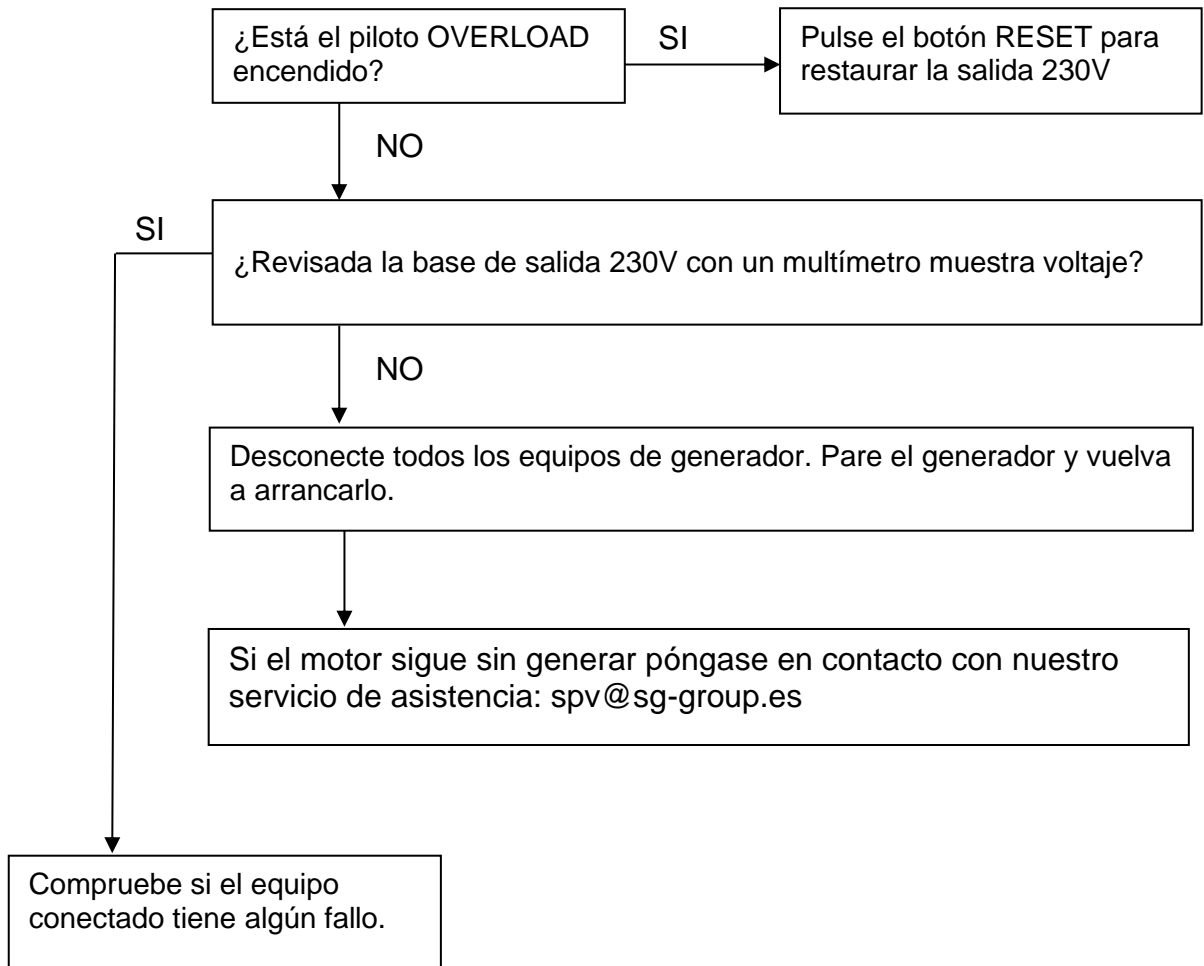 ¿Está el piloto OVERLOAD
encendido?
SI
Pulse el botón RESET para
restaurar la salida 230V
NO
SI
¿Revisada la base de salida 230V con un multímetro muestra voltaje?
NO
Desconecte todos los equipos de generador. Pare el generador y vuelva
a arrancarlo.
Si el motor sigue sin generar póngase en contacto con nuestro
servicio de asistencia: spv@sg-group.es
Compruebe si el equipo
conectado tiene algún fallo.